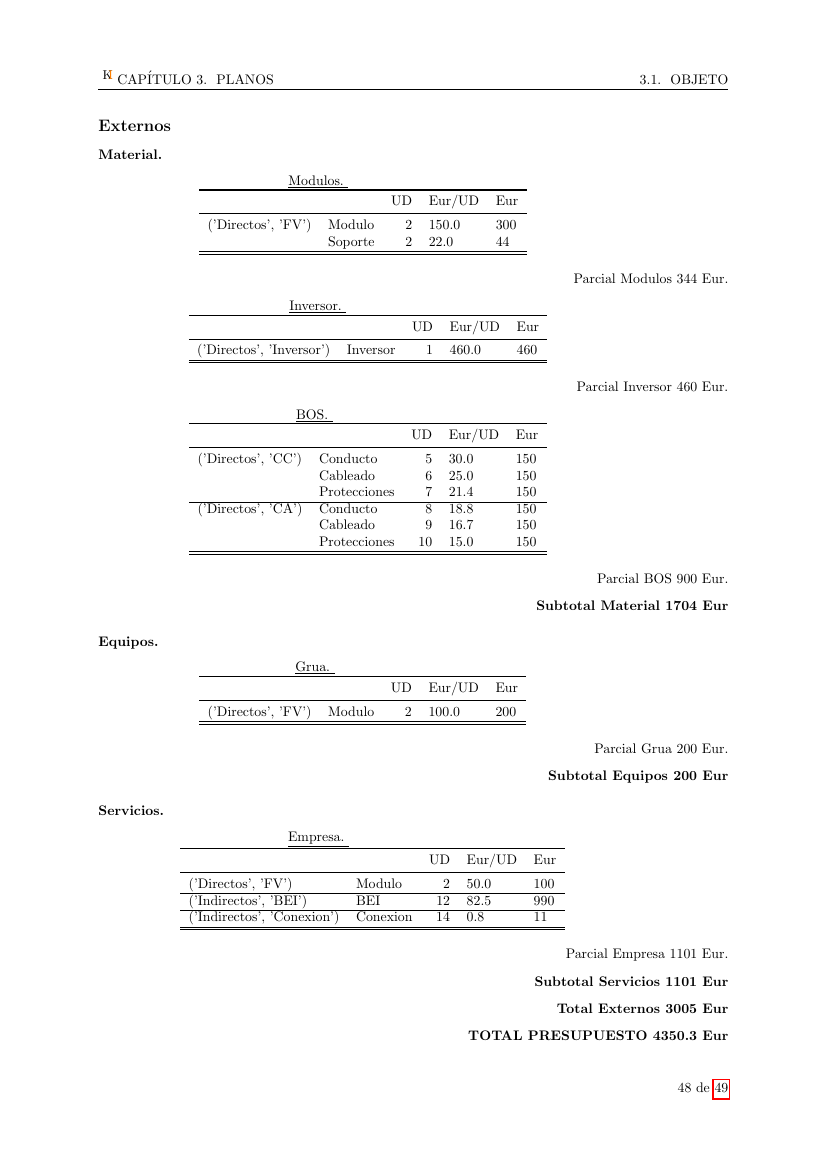 K CAPÍTULO 3. PLANOS 3.1. OBJETO
Externos
Material.
Modulos.
UD Eur/UD Eur
('Directos', 'FV') Modulo 2 150.0 300
Soporte 2 22.0 44
Parcial Modulos 344 Eur.
Inversor.
UD Eur/UD Eur
('Directos', 'Inversor') Inversor 1 460.0 460
Parcial Inversor 460 Eur.
BOS.
UD Eur/UD Eur
('Directos', 'CC') Conducto 5 30.0 150
Cableado 6 25.0 150
Protecciones 7 21.4 150
('Directos', 'CA') Conducto 8 18.8 150
Cableado 9 16.7 150
Protecciones 10 15.0 150
Parcial BOS 900 Eur.
Subtotal Material 1704 Eur
Equipos.
Grua.
UD Eur/UD Eur
('Directos', 'FV') Modulo 2 100.0 200
Parcial Grua 200 Eur.
Subtotal Equipos 200 Eur
Servicios.
Empresa.
UD Eur/UD Eur
('Directos', 'FV') Modulo 2 50.0 100
('Indirectos', 'BEI') BEI 12 82.5 990
('Indirectos', 'Conexion') Conexion 14 0.8 11
Parcial Empresa 1101 Eur.
Subtotal Servicios 1101 Eur
Total Externos 3005 Eur
TOTAL PRESUPUESTO 4350.3 Eur
48 de 49